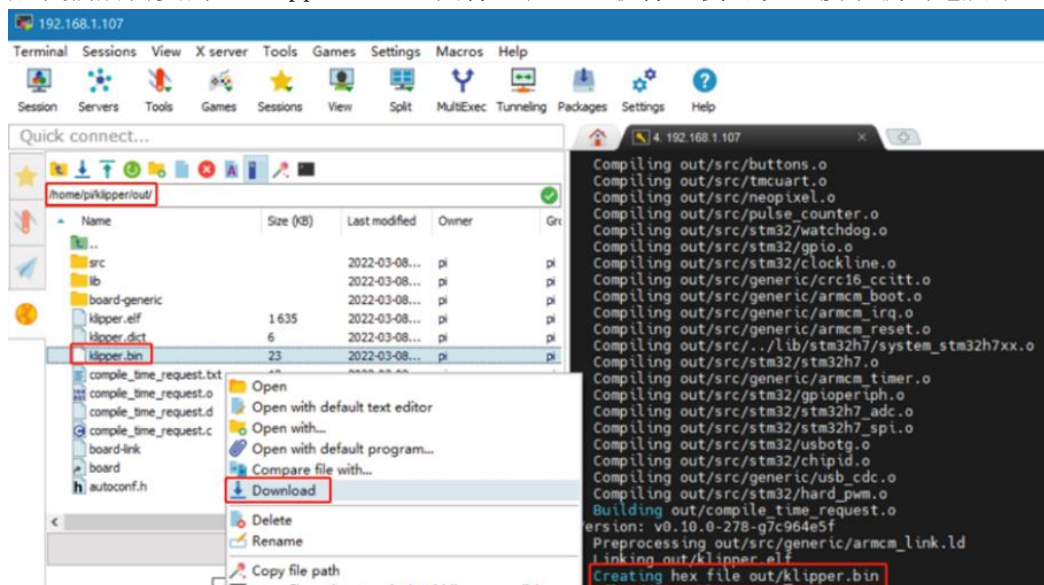 192.168.1.107
Terminal Sessions View X server Tools Games Settings Macros Help
Session Servers Tools Games Sessions View Split MultiExec Tunneling Packages Settings Help
Quick connect...
4. 192.168.1.107
/home/pi/klipper/out/
Name Size (KB) Last modified Owner Gro
..
src 2022-03-08... pi pi
lib 2022-03-08... pi pi
board-generic 2022-03-08... pi pi
klipper.elf 1 635 2022-03-08... pi pi
klipper.dict 6 2022-03-08... pi pi
klipper.bin 23 2022-03-08... pi pi
compile_time_request.txt
compile_time_request.o
compile_time_request.d
compile_time_request.c
board-link
board
autoconf.h
Open
Open with default text editor
Open with...
Open with default program...
Compare file with...
Download
Delete
Rename
Copy file path
Compiling out/src/buttons.o
Compiling out/src/tmcuart.o
Compiling out/src/neopixel.o
Compiling out/src/pulse_counter.o
Compiling out/src/stm32/watchdog.o
Compiling out/src/stm32/gpio.o
Compiling out/src/stm32/clockline.o
Compiling out/src/generic/crc16_ccitt.o
Compiling out/src/generic/armcm_boot.o
Compiling out/src/generic/armcm_irq.o
Compiling out/src/generic/armcm_reset.o
Compiling out/src/../lib/stm32h7/system_stm32h7xx.o
Compiling out/src/stm32/stm32h7.o
Compiling out/src/generic/armcm_timer.o
Compiling out/src/stm32/gpioperiph.o
Compiling out/src/stm32/stm32h7_adc.o
Compiling out/src/stm32/stm32h7_spi.o
Compiling out/src/stm32/usbotg.o
Compiling out/src/stm32/chipid.o
Compiling out/src/generic/usb_cdc.o
Compiling out/src/stm32/hard_pwm.o
Building out/compile_time_request.o
ersion: v0.10.0-278-g7c964e5f
Preprocessing out/src/generic/armcm_link.ld
Linking out/klipper.elf
Creating hex file out/klipper.bin